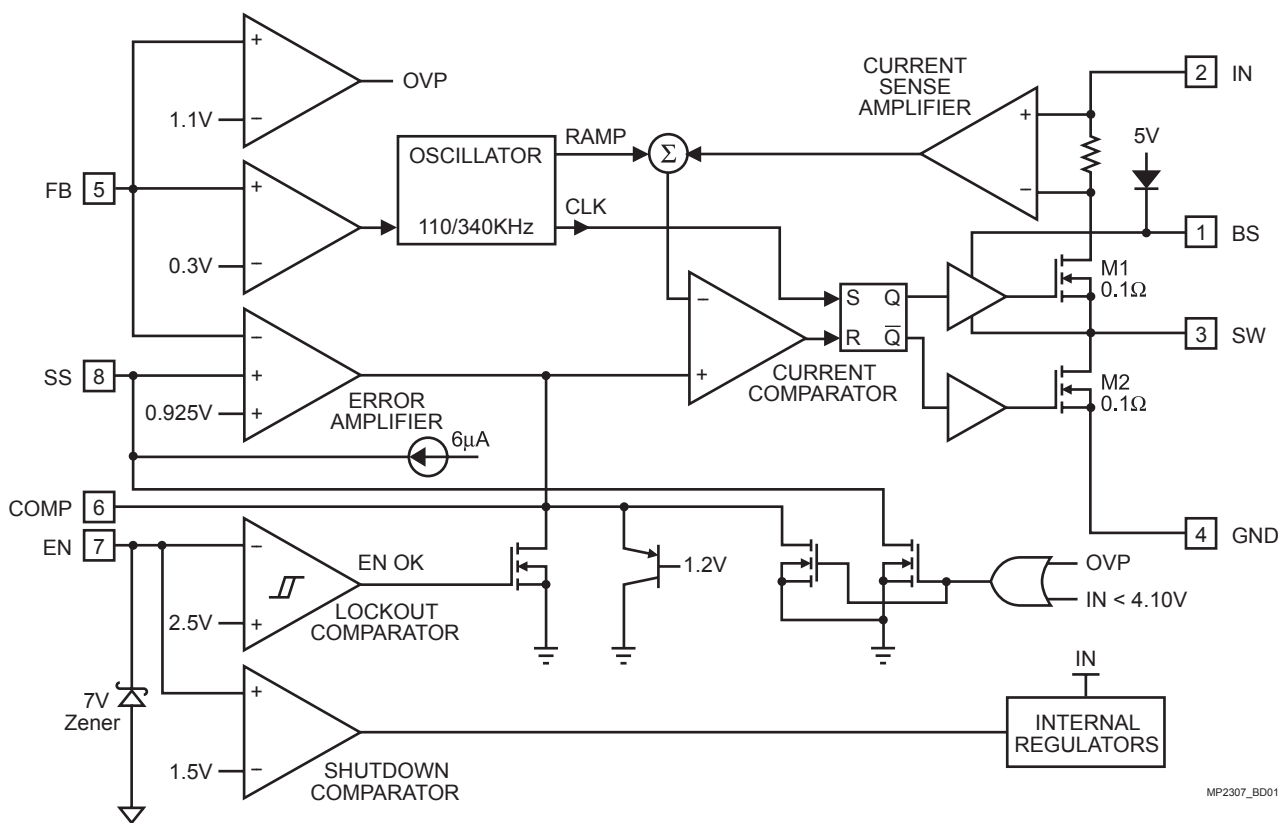 +
OVP
1.1V
−
CURRENT
SENSE
AMPLIFIER
+
−
2 IN
5V
OSCILLATOR
110/340KHz
RAMP
Σ
CLK
FB 5
+
0.3V
−
1 BS
M1
0.1Ω
S Q
R Q̅
−
+
CURRENT
COMPARATOR
3 SW
M2
0.1Ω
−
SS 8
+
0.925V
+
ERROR
AMPLIFIER
6µA
COMP 6
EN 7
−
EN OK
2.5V
+
LOCKOUT
COMPARATOR
1.2V
4 GND
OVP
IN < 4.10V
7V
Zener
+
1.5V
−
SHUTDOWN
COMPARATOR
IN
INTERNAL
REGULATORS
MP2307_BD01